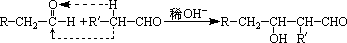 O H
R—CH₂—C—H + R′—CH—CHO 稀OH⁻ R—CH₂—CH—CH—CHO
OH R′